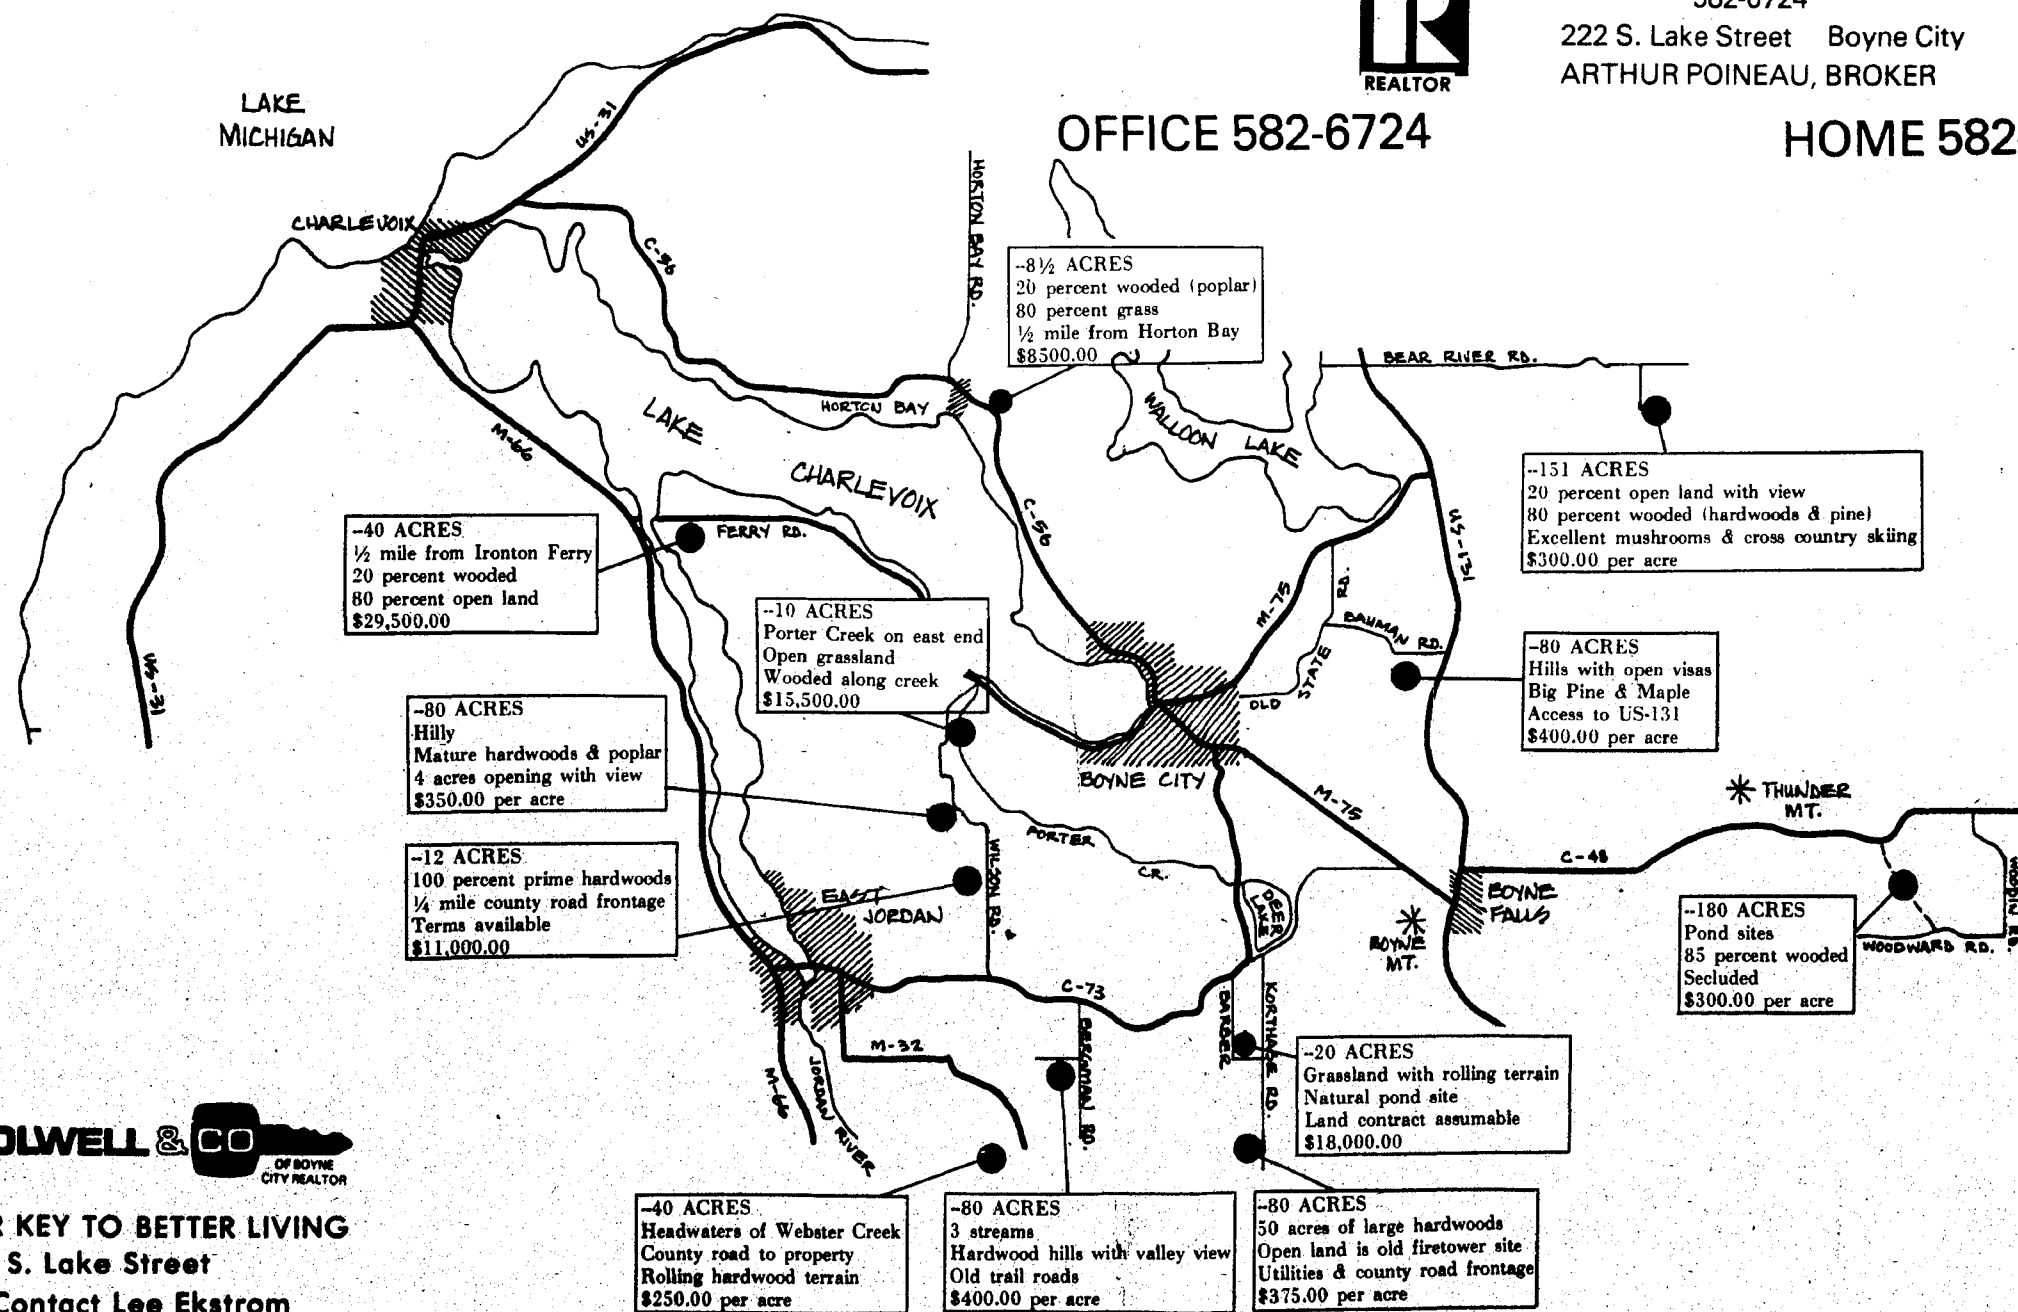 582-6724
222 S. Lake Street Boyne City
ARTHUR POINEAU, BROKER
R
REALTOR
OFFICE 582-6724
HOME 582
LAKE
MICHIGAN
US-31
CHARLEVOIX
C-56
HORTON BAY RD.
--8½ ACRES
20 percent wooded (poplar)
80 percent grass
½ mile from Horton Bay
$8500.00
BEAR RIVER RD.
HORTON BAY
LAKE
CHARLEVOIX
WALLOON LAKE
M-66
C-56
US-131
--151 ACRES
20 percent open land with view
80 percent wooded (hardwoods & pine)
Excellent mushrooms & cross country skiing
$300.00 per acre
--40 ACRES
½ mile from Ironton Ferry
20 percent wooded
80 percent open land
$29,500.00
FERRY RD.
--10 ACRES
Porter Creek on east end
Open grassland
Wooded along creek
$15,500.00
M-75
OLD STATE RD.
BAUMAN RD.
--80 ACRES
Hills with open visas
Big Pine & Maple
Access to US-131
$400.00 per acre
US-31
--80 ACRES
Hilly
Mature hardwoods & poplar
4 acres opening with view
$350.00 per acre
BOYNE CITY
M-75
THUNDER
MT.
--12 ACRES
100 percent prime hardwoods
¼ mile county road frontage
Terms available
$11,000.00
EAST
JORDAN
WILSON RD.
PORTER CR.
DEER
LAKE
BOYNE
MT.
BOYNE
FALLS
C-48
WOODIN RD.
WOODWARD RD.
--180 ACRES
Pond sites
85 percent wooded
Secluded
$300.00 per acre
C-73
M-32
M-66
JORDAN RIVER
BERGMAN RD.
BARBER
KORTHASE RD.
--20 ACRES
Grassland with rolling terrain
Natural pond site
Land contract assumable
$18,000.00
OLWELL & CO
OF BOYNE
CITY REALTOR
R KEY TO BETTER LIVING
S. Lake Street
Contact Lee Ekstrom
--40 ACRES
Headwaters of Webster Creek
County road to property
Rolling hardwood terrain
$250.00 per acre
--80 ACRES
3 streams
Hardwood hills with valley view
Old trail roads
$400.00 per acre
--80 ACRES
50 acres of large hardwoods
Open land is old firetower site
Utilities & county road frontage
$375.00 per acre